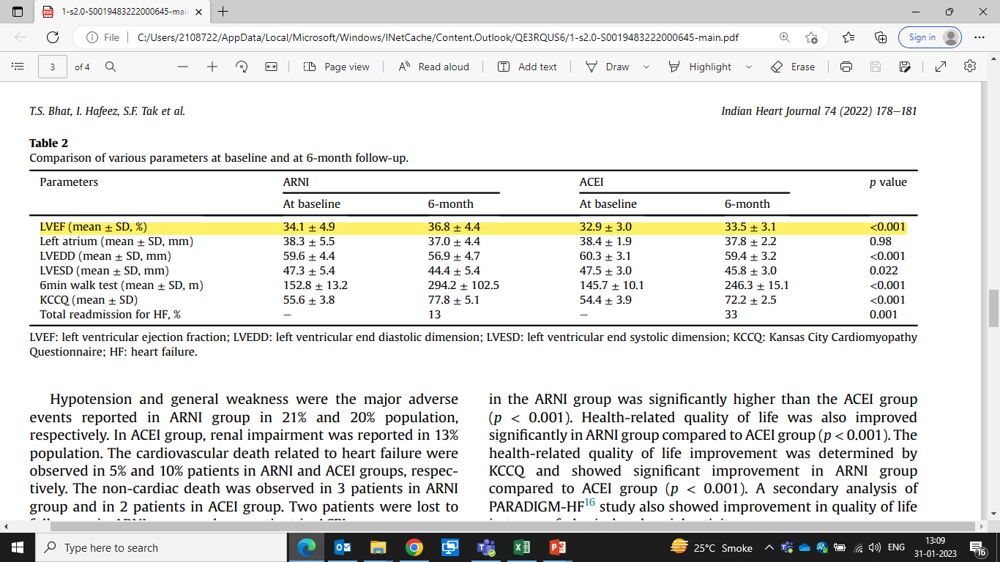 1-s2.0-S0019483222000645-mai
File C:/Users/2108722/AppData/Local/Microsoft/Windows/INetCache/Content.Outlook/QE3RQUS6/1-s2.0-S0019483222000645-main.pdf Sign in
3 of 4 Page view Read aloud Add text Draw Highlight Erase
T.S. Bhat, I. Hafeez, S.F. Tak et al. Indian Heart Journal 74 (2022) 178–181
Table 2
Comparison of various parameters at baseline and at 6-month follow-up.
Parameters ARNI ACEI p value
At baseline 6-month At baseline 6-month
LVEF (mean ± SD, %) 34.1 ± 4.9 36.8 ± 4.4 32.9 ± 3.0 33.5 ± 3.1 <0.001
Left atrium (mean ± SD, mm) 38.3 ± 5.5 37.0 ± 4.4 38.4 ± 1.9 37.8 ± 2.2 0.98
LVEDD (mean ± SD, mm) 59.6 ± 4.4 56.9 ± 4.7 60.3 ± 3.1 59.4 ± 3.2 <0.001
LVESD (mean ± SD, mm) 47.3 ± 5.4 44.4 ± 5.4 47.5 ± 3.0 45.8 ± 3.0 0.022
6min walk test (mean ± SD, m) 152.8 ± 13.2 294.2 ± 102.5 145.7 ± 10.1 246.3 ± 15.1 <0.001
KCCQ (mean ± SD) 55.6 ± 3.8 77.8 ± 5.1 54.4 ± 3.9 72.2 ± 2.5 <0.001
Total readmission for HF, % – 13 – 33 0.001
LVEF: left ventricular ejection fraction; LVEDD: left ventricular end diastolic dimension; LVESD: left ventricular end systolic dimension; KCCQ: Kansas City Cardiomyopathy
Questionnaire; HF: heart failure.
Hypotension and general weakness were the major adverse
events reported in ARNI group in 21% and 20% population,
respectively. In ACEI group, renal impairment was reported in 13%
population. The cardiovascular death related to heart failure were
observed in 5% and 10% patients in ARNI and ACEI groups, respec-
tively. The non-cardiac death was observed in 3 patients in ARNI
group and in 2 patients in ACEI group. Two patients were lost to
in the ARNI group was significantly higher than the ACEI group
(p < 0.001). Health-related quality of life was also improved
significantly in ARNI group compared to ACEI group (p < 0.001). The
health-related quality of life improvement was determined by
KCCQ and showed significant improvement in ARNI group
compared to ACEI group (p < 0.001). A secondary analysis of
PARADIGM-HF16 study also showed improvement in quality of life
Type here to search 25°C Smoke ENG 13:09
31-01-2023 16